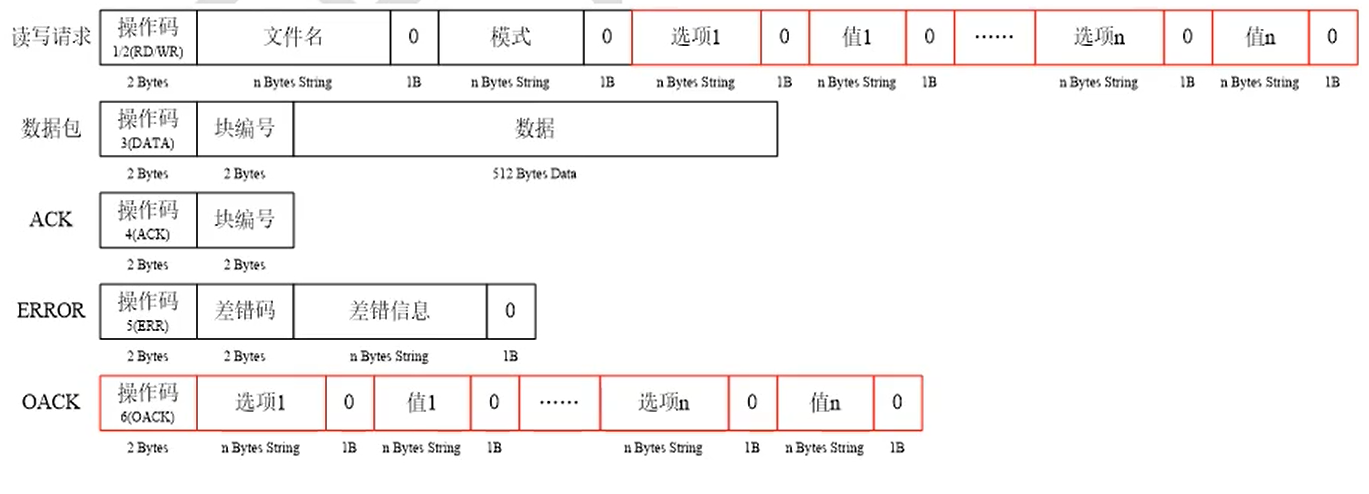 读写请求 操作码 文件名 0 模式 0 选项1 0 值1 0 …… 选项n 0 值n 0
1/2(RD/WR)
2 Bytes n Bytes String 1B n Bytes String 1B n Bytes String 1B n Bytes String 1B n Bytes String 1B n Bytes String 1B
数据包 操作码 块编号 数据
3(DATA)
2 Bytes 2 Bytes 512 Bytes Data
ACK 操作码 块编号
4(ACK)
2 Bytes 2 Bytes
ERROR 操作码 差错码 差错信息 0
5(ERR)
2 Bytes 2 Bytes n Bytes String 1B
OACK 操作码 选项1 0 值1 0 …… 选项n 0 值n 0
6(OACK)
2 Bytes n Bytes String 1B n Bytes String 1B n Bytes String 1B n Bytes String 1B